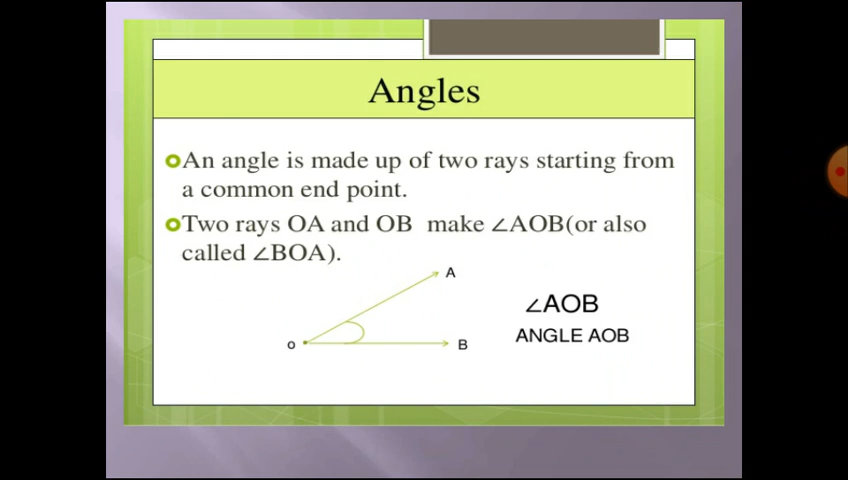 Angles
An angle is made up of two rays starting from
a common end point.
Two rays OA and OB make ∠AOB(or also
called ∠BOA).
A
∠AOB
ANGLE AOB
o
B